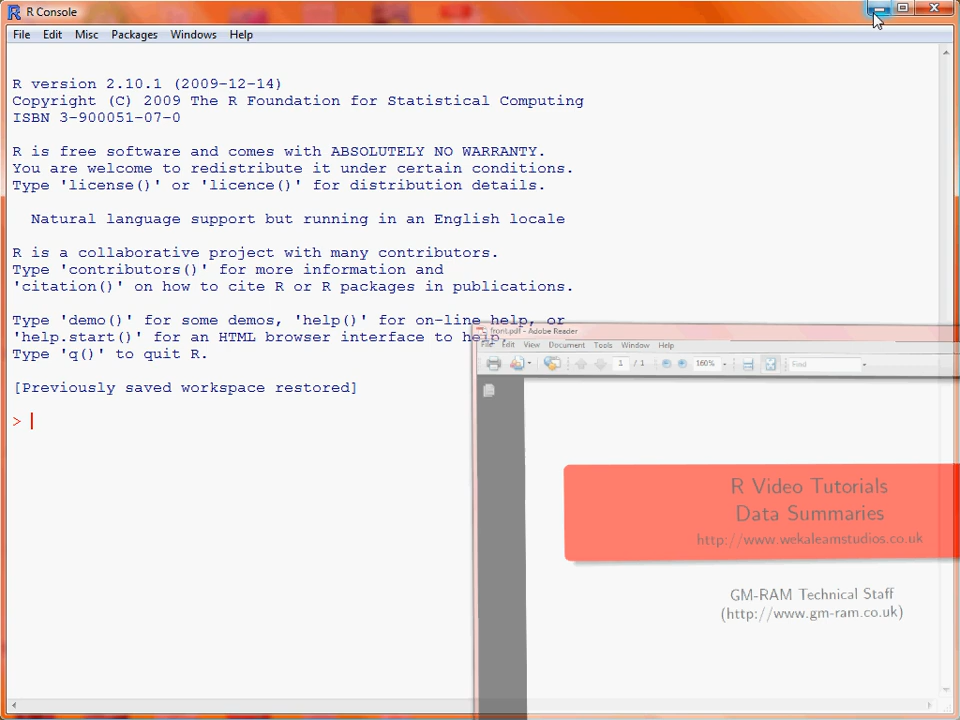 R Console
File Edit Misc Packages Windows Help
R version 2.10.1 (2009-12-14)
Copyright (C) 2009 The R Foundation for Statistical Computing
ISBN 3-900051-07-0
R is free software and comes with ABSOLUTELY NO WARRANTY.
You are welcome to redistribute it under certain conditions.
Type 'license()' or 'licence()' for distribution details.
Natural language support but running in an English locale
R is a collaborative project with many contributors.
Type 'contributors()' for more information and
'citation()' on how to cite R or R packages in publications.
Type 'demo()' for some demos, 'help()' for on-line help, or
'help.start()' for an HTML browser interface to help.
Type 'q()' to quit R.
[Previously saved workspace restored]
>
front.pdf - Adobe Reader
File Edit View Document Tools Window Help
1 / 1 160% Find
R Video Tutorials
Data Summaries
http://www.wekaleamstudios.co.uk
GM-RAM Technical Staff
(http://www.gm-ram.co.uk)